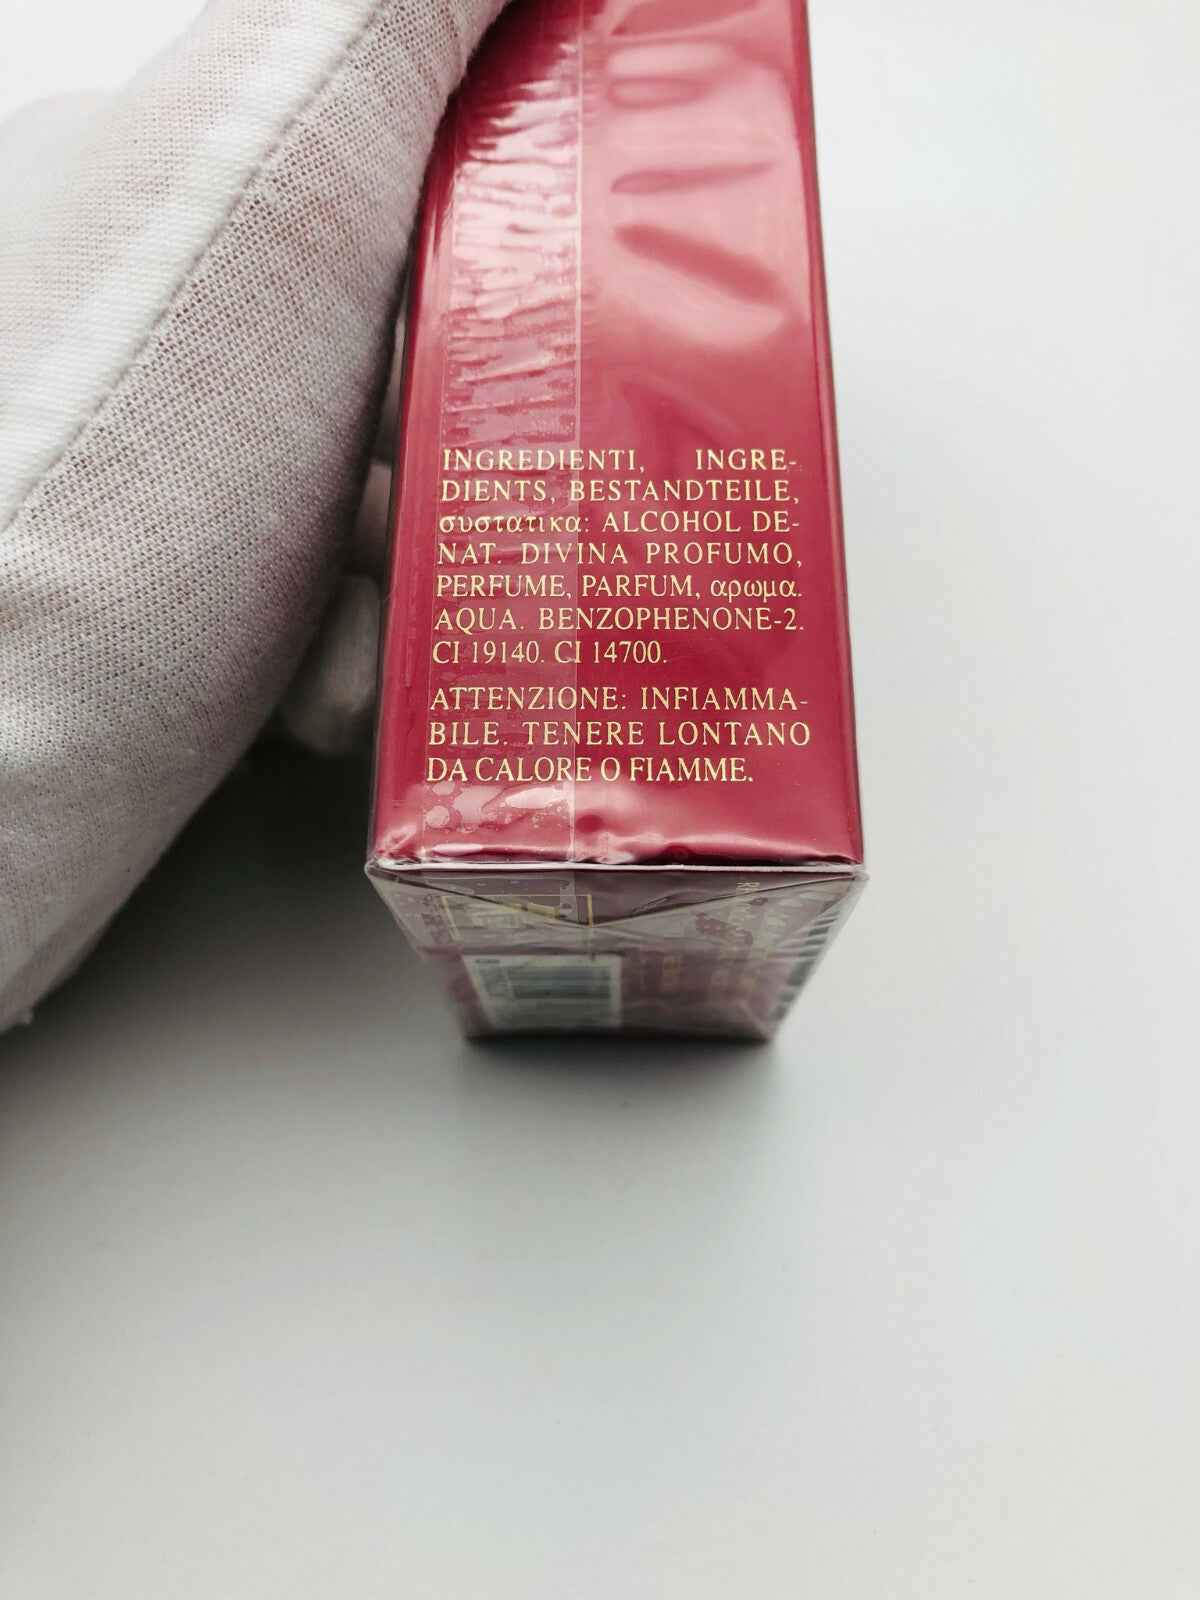 INGREDIENTI, INGRE-
DIENTS, BESTANDTEILE,
συστατικα: ALCOHOL DE-
NAT. DIVINA PROFUMO,
PERFUME, PARFUM, αρωμα.
AQUA. BENZOPHENONE-2.
CI 19140. CI 14700.
ATTENZIONE: INFIAMMA-
BILE. TENERE LONTANO
DA CALORE O FIAMME.